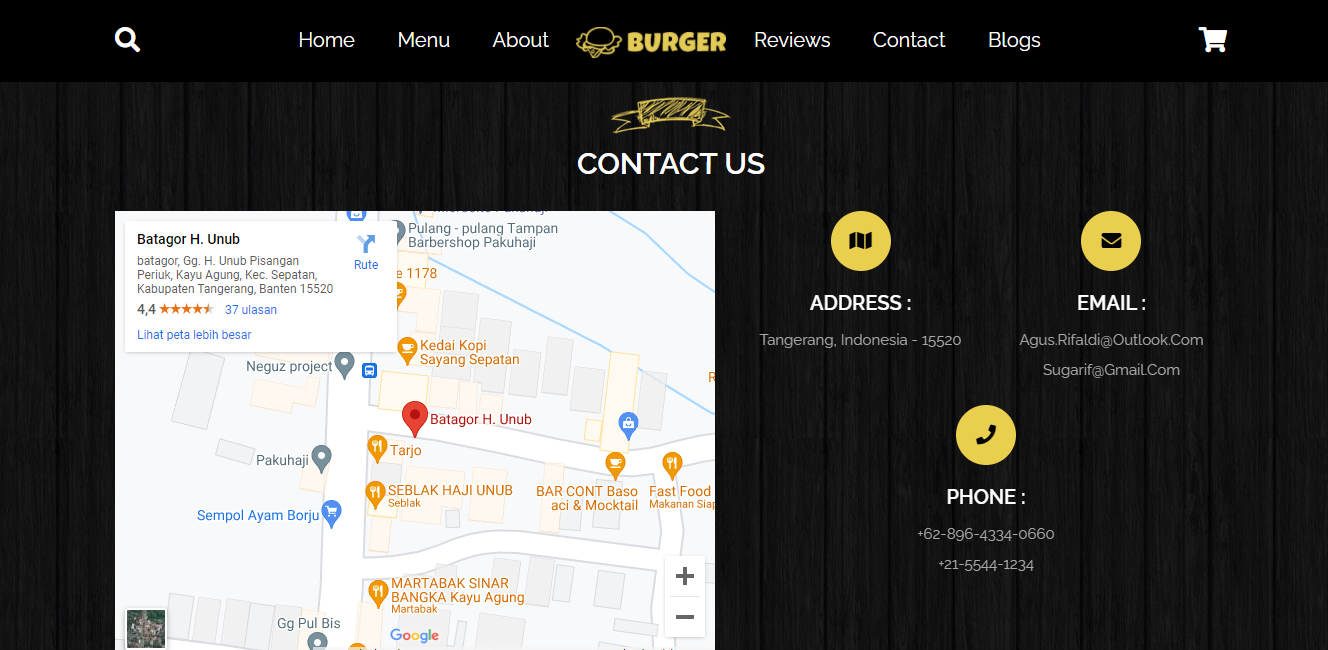 Home Menu About BURGER Reviews Contact Blogs
CONTACT US
Batagor H. Unub
batagor, Gg. H. Unub Pisangan
Periuk, Kayu Agung, Kec. Sepatan,
Kabupaten Tangerang, Banten 15520
4,4 37 ulasan
Lihat peta lebih besar
Rute
Pulang - pulang Tampan
Barbershop Pakuhaji
e 1178
Kedai Kopi
Sayang Sepatan
Neguz project
R
Batagor H. Unub
Tarjo
Pakuhaji
SEBLAK HAJI UNUB
Seblak
BAR CONT Baso
aci & Mocktail
Fast Food
Makanan Siap
Sempol Ayam Borju
MARTABAK SINAR
BANGKA Kayu Agung
Martabak
Gg Pul Bis
Google
ADDRESS :
Tangerang, Indonesia - 15520
EMAIL :
Agus.Rifaldi@Outlook.Com
Sugarif@Gmail.Com
PHONE :
+62-896-4334-0660
+21-5544-1234